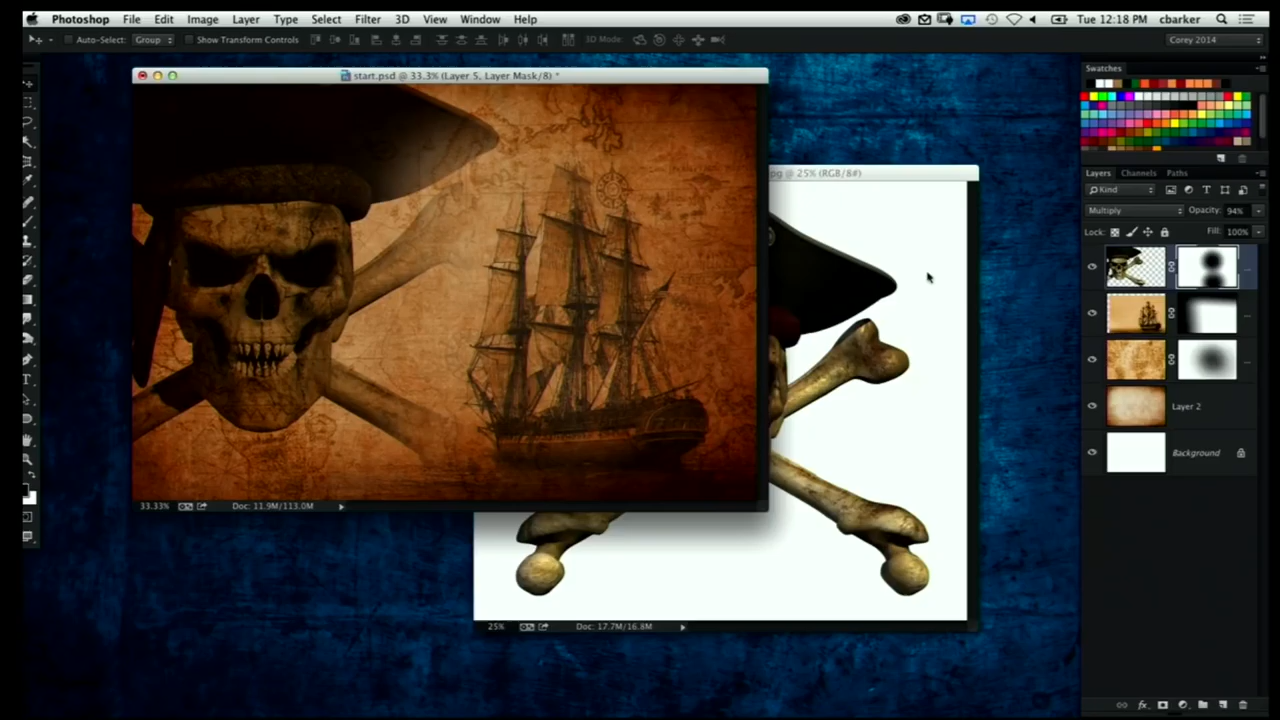 Photoshop File Edit Image Layer Type Select Filter 3D View Window Help Tue 12:18 PM cbarker
Auto-Select: Group Show Transform Controls 3D Mode: Corey 2014
start.psd @ 33.3% (Layer 5, Layer Mask/8) *
pg @ 25% (RGB/8#)
33.33% Doc: 11.9M/113.0M
25% Doc: 17.7M/16.8M
Swatches
Layers Channels Paths
Kind
Multiply Opacity: 94%
Lock: Fill: 100%
...
...
...
Layer 2
Background
fx